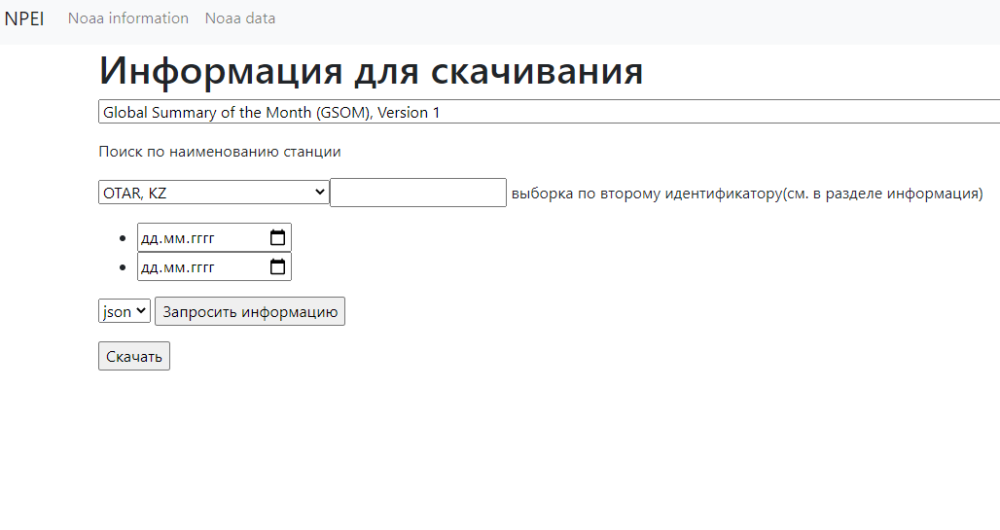 NPEI Noaa information Noaa data
Информация для скачивания
Global Summary of the Month (GSOM), Version 1
Поиск по наименованию станции
OTAR, KZ выборка по второму идентификатору(см. в разделе информация)
дд.мм.гггг
дд.мм.гггг
json Запросить информацию
Скачать